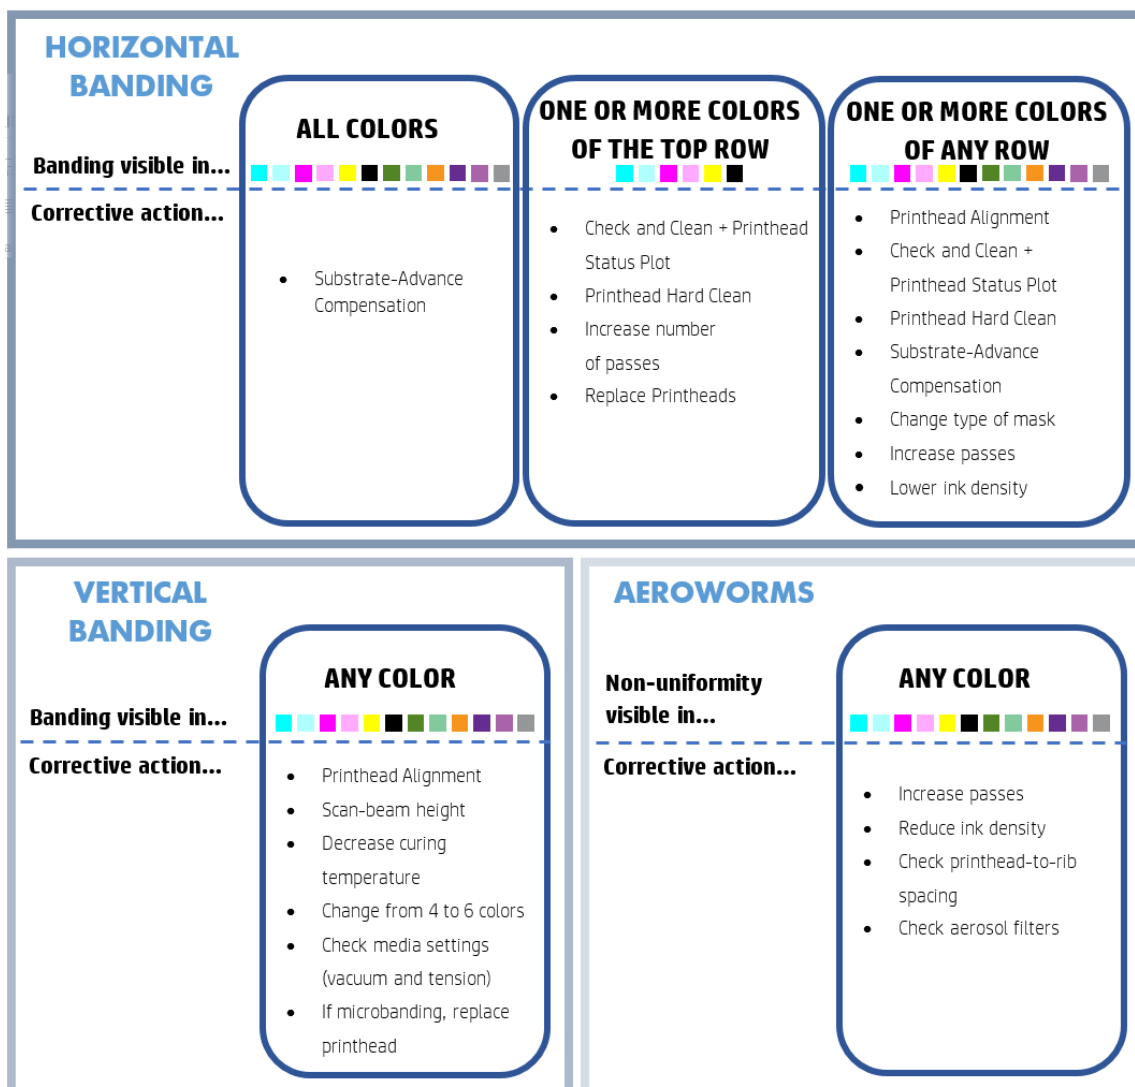 HORIZONTAL
BANDING
Banding visible in...
Corrective action...
ALL COLORS
• Substrate-Advance
Compensation
ONE OR MORE COLORS
OF THE TOP ROW
• Check and Clean + Printhead
Status Plot
• Printhead Hard Clean
• Increase number
of passes
• Replace Printheads
ONE OR MORE COLORS
OF ANY ROW
• Printhead Alignment
• Check and Clean +
Printhead Status Plot
• Printhead Hard Clean
• Substrate-Advance
Compensation
• Change type of mask
• Increase passes
• Lower ink density
VERTICAL
BANDING
Banding visible in...
Corrective action...
ANY COLOR
• Printhead Alignment
• Scan-beam height
• Decrease curing
temperature
• Change from 4 to 6 colors
• Check media settings
(vacuum and tension)
• If microbanding, replace
printhead
AEROWORMS
Non-uniformity
visible in...
Corrective action...
ANY COLOR
• Increase passes
• Reduce ink density
• Check printhead-to-rib
spacing
• Check aerosol filters